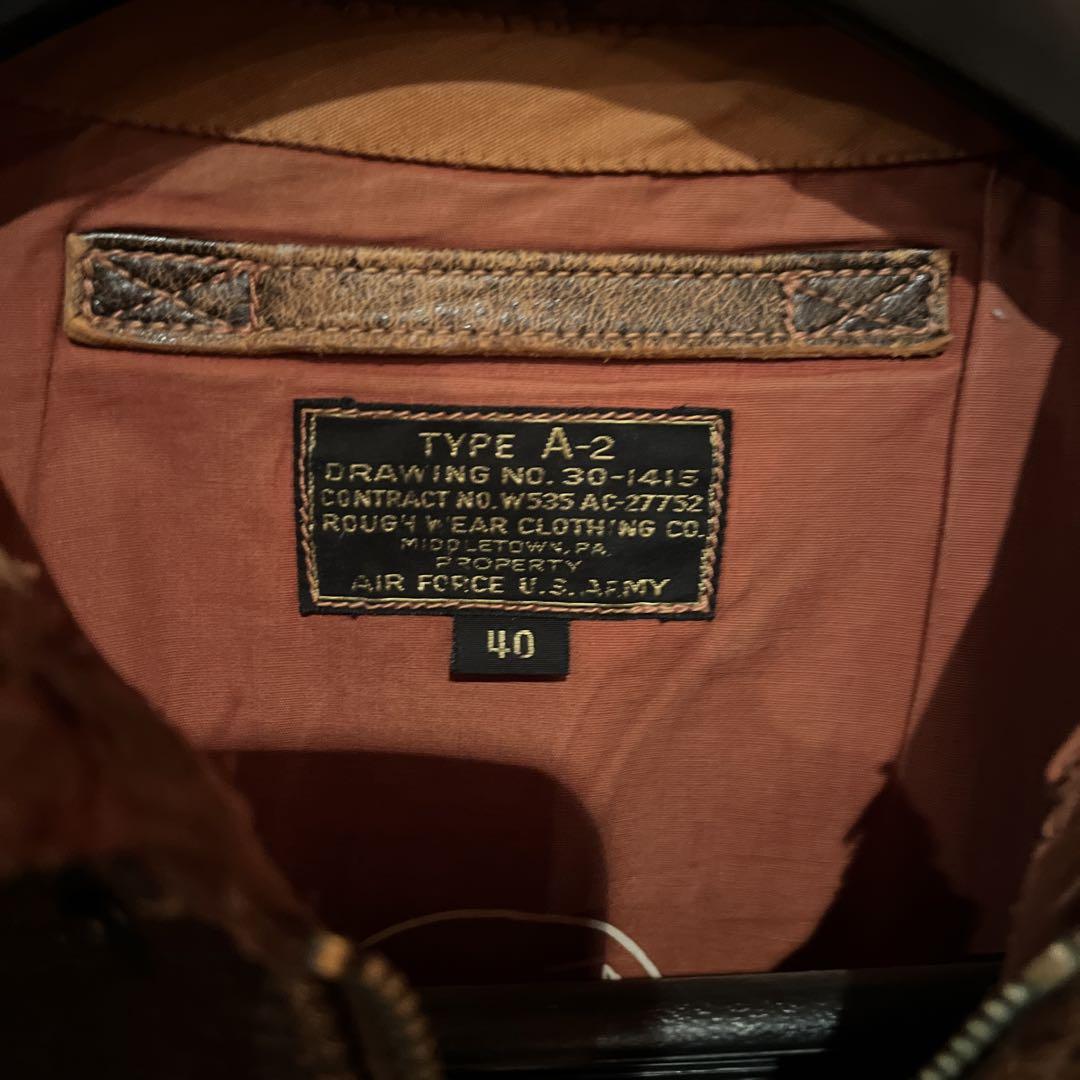 TYPE A-2
DRAWING NO. 30-1415
CONTRACT NO. W535 AC-27752
ROUGH WEAR CLOTHING CO.
MIDDLETOWN, PA.
PROPERTY
AIR FORCE U.S. ARMY
40